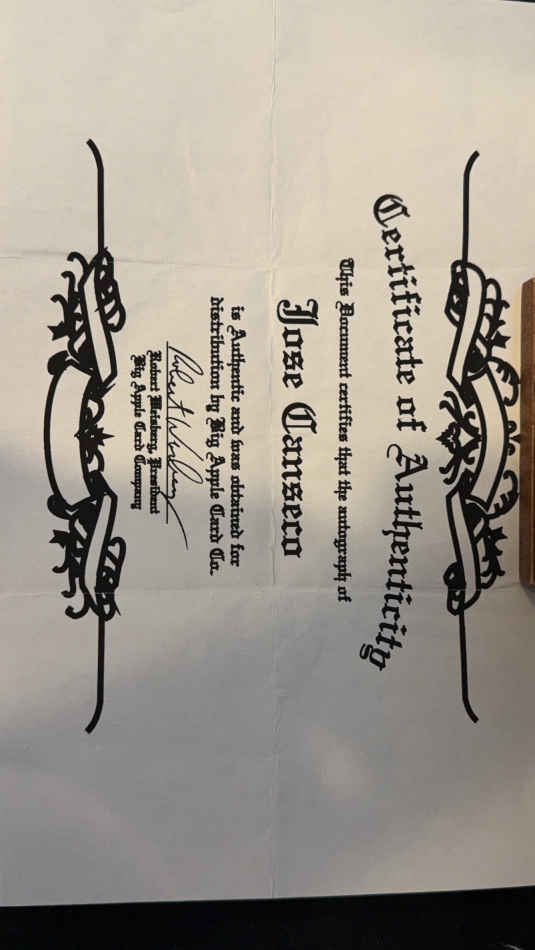 Certificate of Authenticity
This Document certifies that the autograph of
Jose Canseco
is Authentic and was obtained for
distribution by Big Apple Card Co.
Robert Weisburg, President
Big Apple Card Company